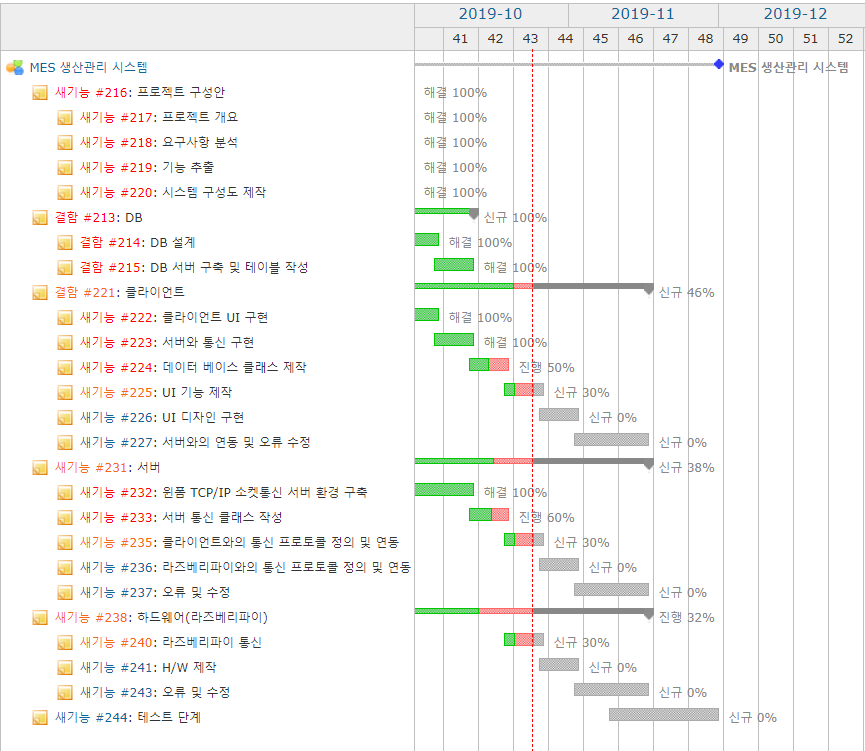 2019-10 2019-11 2019-12
41 42 43 44 45 46 47 48 49 50 51 52
MES 생산관리 시스템 MES 생산관리 시스템
새기능 #216: 프로젝트 구성안 해결 100%
새기능 #217: 프로젝트 개요 해결 100%
새기능 #218: 요구사항 분석 해결 100%
새기능 #219: 기능 추출 해결 100%
새기능 #220: 시스템 구성도 제작 해결 100%
결함 #213: DB 신규 100%
결함 #214: DB 설계 해결 100%
결함 #215: DB 서버 구축 및 테이블 작성 해결 100%
결함 #221: 클라이언트 신규 46%
새기능 #222: 클라이언트 UI 구현 해결 100%
새기능 #223: 서버와 통신 구현 해결 100%
새기능 #224: 데이터 베이스 클래스 제작 진행 50%
새기능 #225: UI 기능 제작 신규 30%
새기능 #226: UI 디자인 구현 신규 0%
새기능 #227: 서버와의 연동 및 오류 수정 신규 0%
새기능 #231: 서버 신규 38%
새기능 #232: 윈폼 TCP/IP 소켓통신 서버 환경 구축 해결 100%
새기능 #233: 서버 통신 클래스 작성 진행 60%
새기능 #235: 클라이언트와의 통신 프로토콜 정의 및 연동 신규 30%
새기능 #236: 라즈베리파이와의 통신 프로토콜 정의 및 연동 신규 0%
새기능 #237: 오류 및 수정 신규 0%
새기능 #238: 하드웨어(라즈베리파이) 진행 32%
새기능 #240: 라즈베리파이 통신 신규 30%
새기능 #241: H/W 제작 신규 0%
새기능 #243: 오류 및 수정 신규 0%
새기능 #244: 테스트 단계 신규 0%